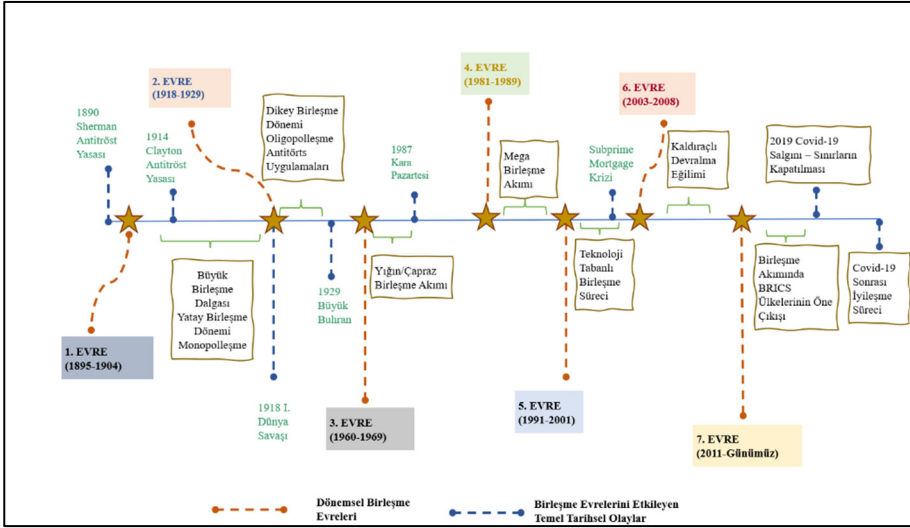 1890
Sherman
Antitröst
Yasası
1. EVRE
(1895-1904)
1914
Clayton
Antitröst
Yasası
Büyük
Birleşme
Dalgası
Yatay Birleşme
Dönemi
Monopolleşme
2. EVRE
(1918-1929)
1918 I.
Dünya
Savaşı
Dikey Birleşme
Dönemi
Oligopolleşme
Antitörts
Uygulamaları
1929
Büyük
Buhran
3. EVRE
(1960-1969)
Yığın/Çapraz
Birleşme Akımı
1987
Kara
Pazartesi
4. EVRE
(1981-1989)
Mega
Birleşme
Akımı
5. EVRE
(1991-2001)
Teknoloji
Tabanlı
Birleşme
Süreci
Subprime
Mortgage
Krizi
6. EVRE
(2003-2008)
Kaldıraçlı
Devralma
Eğilimi
7. EVRE
(2011-Günümüz)
Birleşme
Akımında
BRICS
Ülkelerinin Öne
Çıkışı
2019 Covid-19
Salgını – Sınırların
Kapatılması
Covid-19
Sonrası
İyileşme
Süreci
Dönemsel Birleşme
Evreleri
Birleşme Evrelerini Etkileyen
Temel Tarihsel Olaylar